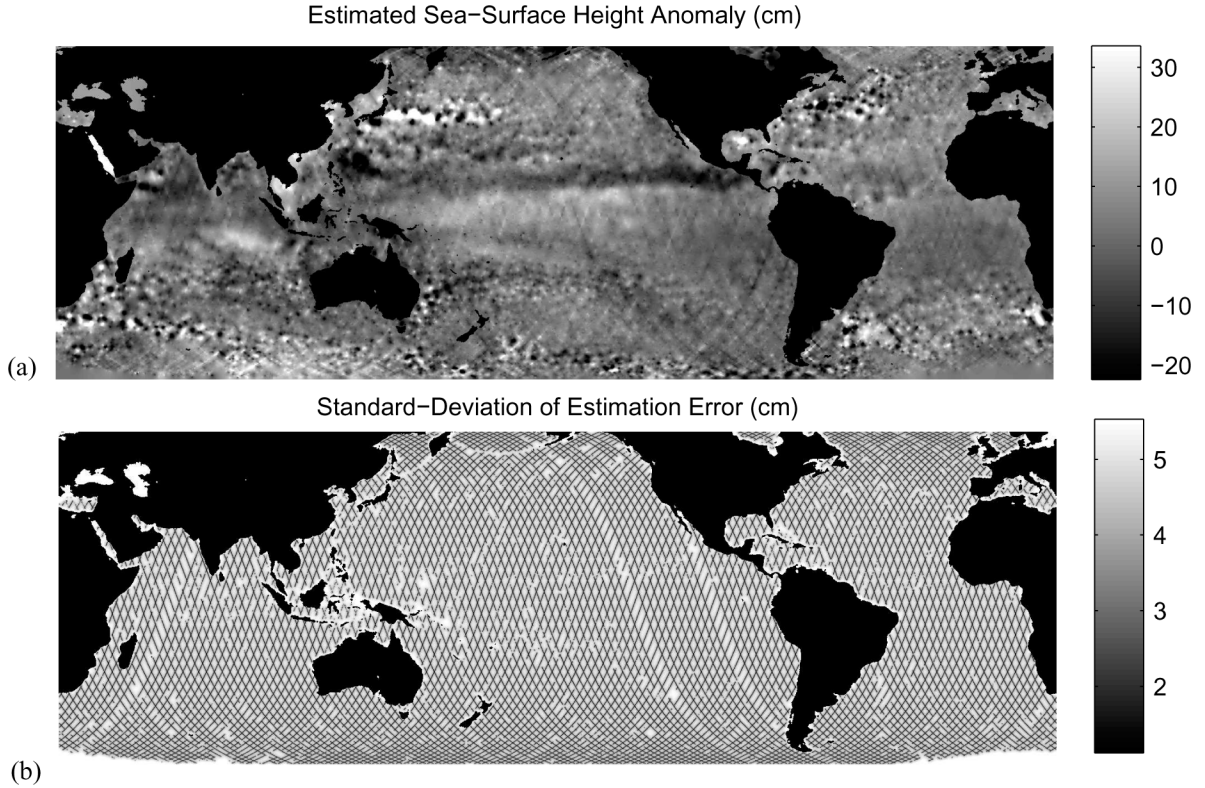 Estimated Sea−Surface Height Anomaly (cm)
30
20
10
0
−10
−20
(a)
Standard−Deviation of Estimation Error (cm)
5
4
3
2
(b)